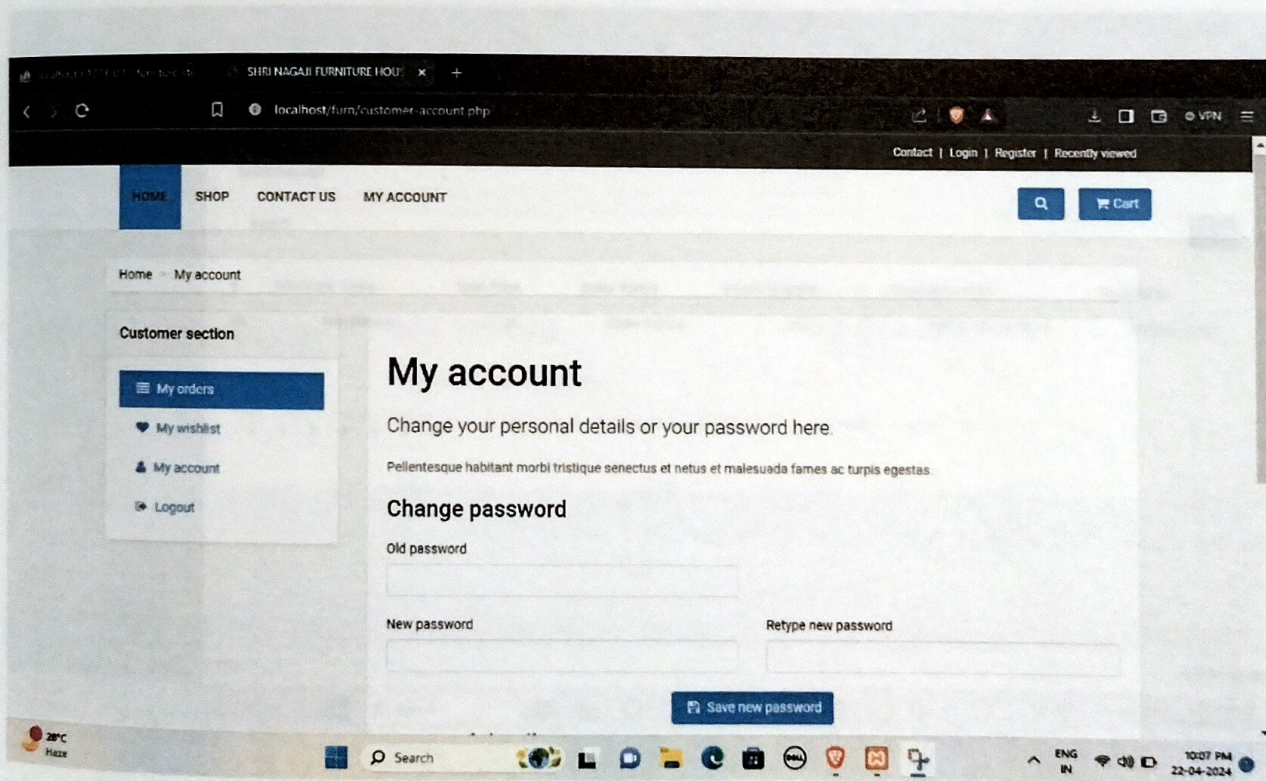 SHRI NAGAJI FURNITURE HOUS
localhost/furn/customer-account.php
VPN
Contact | Login | Register | Recently viewed
HOME SHOP CONTACT US MY ACCOUNT
Cart
Home My account
Customer section
My orders
My wishlist
My account
Logout
My account
Change your personal details or your password here.
Pellentesque habitant morbi tristique senectus et netus et malesuada fames ac turpis egestas.
Change password
Old password
New password
Retype new password
Save new password
28°C
Haze
Search
DELL
ENG
IN
10:07 PM
22-04-2024